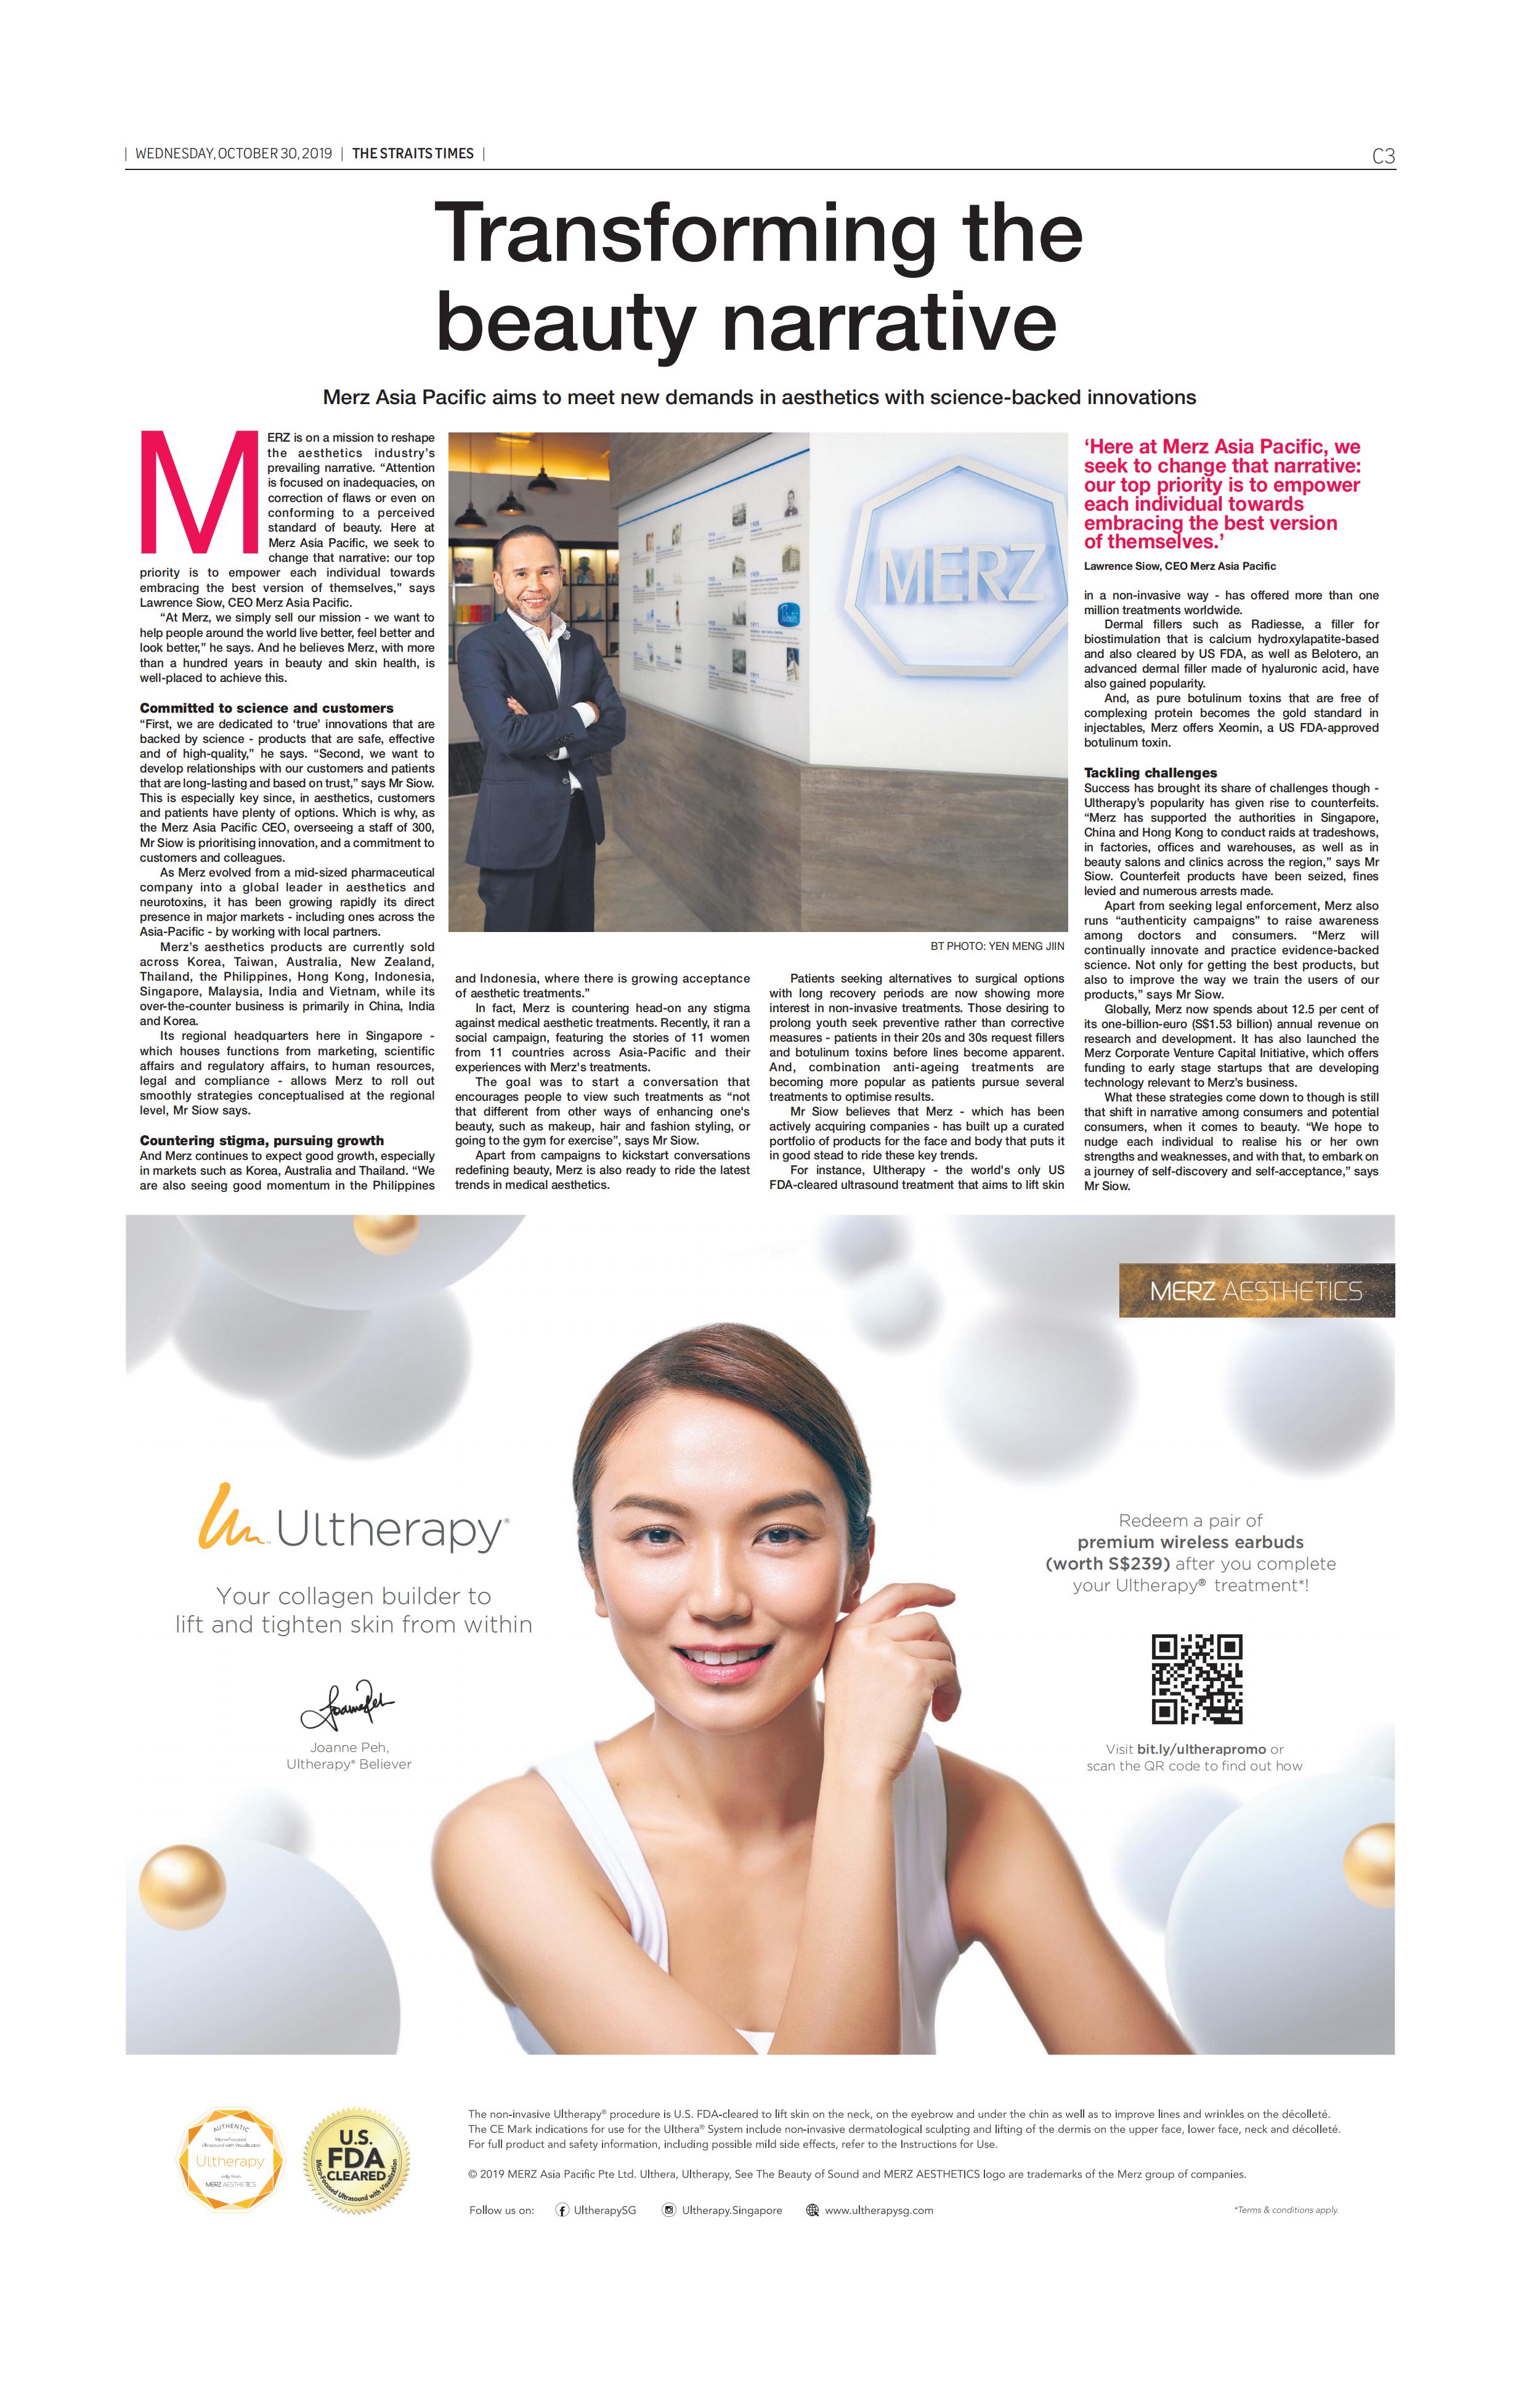 | WEDNESDAY, OCTOBER 30, 2019 | THE STRAITS TIMES |
C3
Transforming the
beauty narrative
Merz Asia Pacific aims to meet new demands in aesthetics with science-backed innovations
MERZ is on a mission to reshape
the aesthetics industry's
prevailing narrative. “Attention
is focused on inadequacies, on
correction of flaws or even on
conforming to a perceived
standard of beauty. Here at
Merz Asia Pacific, we seek to
change that narrative: our top
priority is to empower each individual towards
embracing the best version of themselves,” says
Lawrence Siow, CEO Merz Asia Pacific.
“At Merz, we simply sell our mission - we want to
help people around the world live better, feel better and
look better,” he says. And he believes Merz, with more
than a hundred years in beauty and skin health, is
well-placed to achieve this.
Committed to science and customers
“First, we are dedicated to ‘true’ innovations that are
backed by science - products that are safe, effective
and of high-quality,” he says. “Second, we want to
develop relationships with our customers and patients
that are long-lasting and based on trust,” says Mr Siow.
This is especially key since, in aesthetics, customers
and patients have plenty of options. Which is why, as
the Merz Asia Pacific CEO, overseeing a staff of 300,
Mr Siow is prioritising innovation, and a commitment to
customers and colleagues.
As Merz evolved from a mid-sized pharmaceutical
company into a global leader in aesthetics and
neurotoxins, it has been growing rapidly its direct
presence in major markets - including ones across the
Asia-Pacific - by working with local partners.
Merz's aesthetics products are currently sold
across Korea, Taiwan, Australia, New Zealand,
Thailand, the Philippines, Hong Kong, Indonesia,
Singapore, Malaysia, India and Vietnam, while its
over-the-counter business is primarily in China, India
and Korea.
Its regional headquarters here in Singapore -
which houses functions from marketing, scientific
affairs and regulatory affairs, to human resources,
legal and compliance - allows Merz to roll out
smoothly strategies conceptualised at the regional
level, Mr Siow says.
Countering stigma, pursuing growth
And Merz continues to expect good growth, especially
in markets such as Korea, Australia and Thailand. “We
are also seeing good momentum in the Philippines
MERZ
BT PHOTO: YEN MENG JIIN
and Indonesia, where there is growing acceptance
of aesthetic treatments.”
In fact, Merz is countering head-on any stigma
against medical aesthetic treatments. Recently, it ran a
social campaign, featuring the stories of 11 women
from 11 countries across Asia-Pacific and their
experiences with Merz's treatments.
The goal was to start a conversation that
encourages people to view such treatments as “not
that different from other ways of enhancing one's
beauty, such as makeup, hair and fashion styling, or
going to the gym for exercise”, says Mr Siow.
Apart from campaigns to kickstart conversations
redefining beauty, Merz is also ready to ride the latest
trends in medical aesthetics.
Patients seeking alternatives to surgical options
with long recovery periods are now showing more
interest in non-invasive treatments. Those desiring to
prolong youth seek preventive rather than corrective
measures - patients in their 20s and 30s request fillers
and botulinum toxins before lines become apparent.
And, combination anti-ageing treatments are
becoming more popular as patients pursue several
treatments to optimise results.
Mr Siow believes that Merz - which has been
actively acquiring companies - has built up a curated
portfolio of products for the face and body that puts it
in good stead to ride these key trends.
For instance, Ultherapy - the world's only US
FDA-cleared ultrasound treatment that aims to lift skin
‘Here at Merz Asia Pacific, we
seek to change that narrative:
our top priority is to empower
each individual towards
embracing the best version
of themselves.’
Lawrence Siow, CEO Merz Asia Pacific
in a non-invasive way - has offered more than one
million treatments worldwide.
Dermal fillers such as Radiesse, a filler for
biostimulation that is calcium hydroxylapatite-based
and also cleared by US FDA, as well as Belotero, an
advanced dermal filler made of hyaluronic acid, have
also gained popularity.
And, as pure botulinum toxins that are free of
complexing protein becomes the gold standard in
injectables, Merz offers Xeomin, a US FDA-approved
botulinum toxin.
Tackling challenges
Success has brought its share of challenges though -
Ultherapy's popularity has given rise to counterfeits.
“Merz has supported the authorities in Singapore,
China and Hong Kong to conduct raids at tradeshows,
in factories, offices and warehouses, as well as in
beauty salons and clinics across the region,” says Mr
Siow. Counterfeit products have been seized, fines
levied and numerous arrests made.
Apart from seeking legal enforcement, Merz also
runs “authenticity campaigns” to raise awareness
among doctors and consumers. “Merz will
continually innovate and practice evidence-backed
science. Not only for getting the best products, but
also to improve the way we train the users of our
products,” says Mr Siow.
Globally, Merz now spends about 12.5 per cent of
its one-billion-euro (S$1.53 billion) annual revenue on
research and development. It has also launched the
Merz Corporate Venture Capital Initiative, which offers
funding to early stage startups that are developing
technology relevant to Merz's business.
What these strategies come down to though is still
that shift in narrative among consumers and potential
consumers, when it comes to beauty. “We hope to
nudge each individual to realise his or her own
strengths and weaknesses, and with that, to embark on
a journey of self-discovery and self-acceptance,” says
Mr Siow.
MERZ AESTHETICS
Ultherapy®
Your collagen builder to
lift and tighten skin from within
Joanne Peh
Joanne Peh,
Ultherapy® Believer
Redeem a pair of
premium wireless earbuds
(worth S$239) after you complete
your Ultherapy® treatment*!
Visit bit.ly/ultherapromo or
scan the QR code to find out how
AUTHENTIC
Micro-Focused
Ultrasound with Visualization
Ultherapy
only from
MERZ AESTHETICS
U.S.
FDA
CLEARED
Micro-Focused Ultrasound with Visualization
The non-invasive Ultherapy® procedure is U.S. FDA-cleared to lift skin on the neck, on the eyebrow and under the chin as well as to improve lines and wrinkles on the décolleté.
The CE Mark indications for use for the Ulthera® System include non-invasive dermatological sculpting and lifting of the dermis on the upper face, lower face, neck and décolleté.
For full product and safety information, including possible mild side effects, refer to the Instructions for Use.
© 2019 MERZ Asia Pacific Pte Ltd. Ulthera, Ultherapy, See The Beauty of Sound and MERZ AESTHETICS logo are trademarks of the Merz group of companies.
Follow us on: UltherapySG Ultherapy.Singapore www.ultherapysg.com
*Terms & conditions apply.